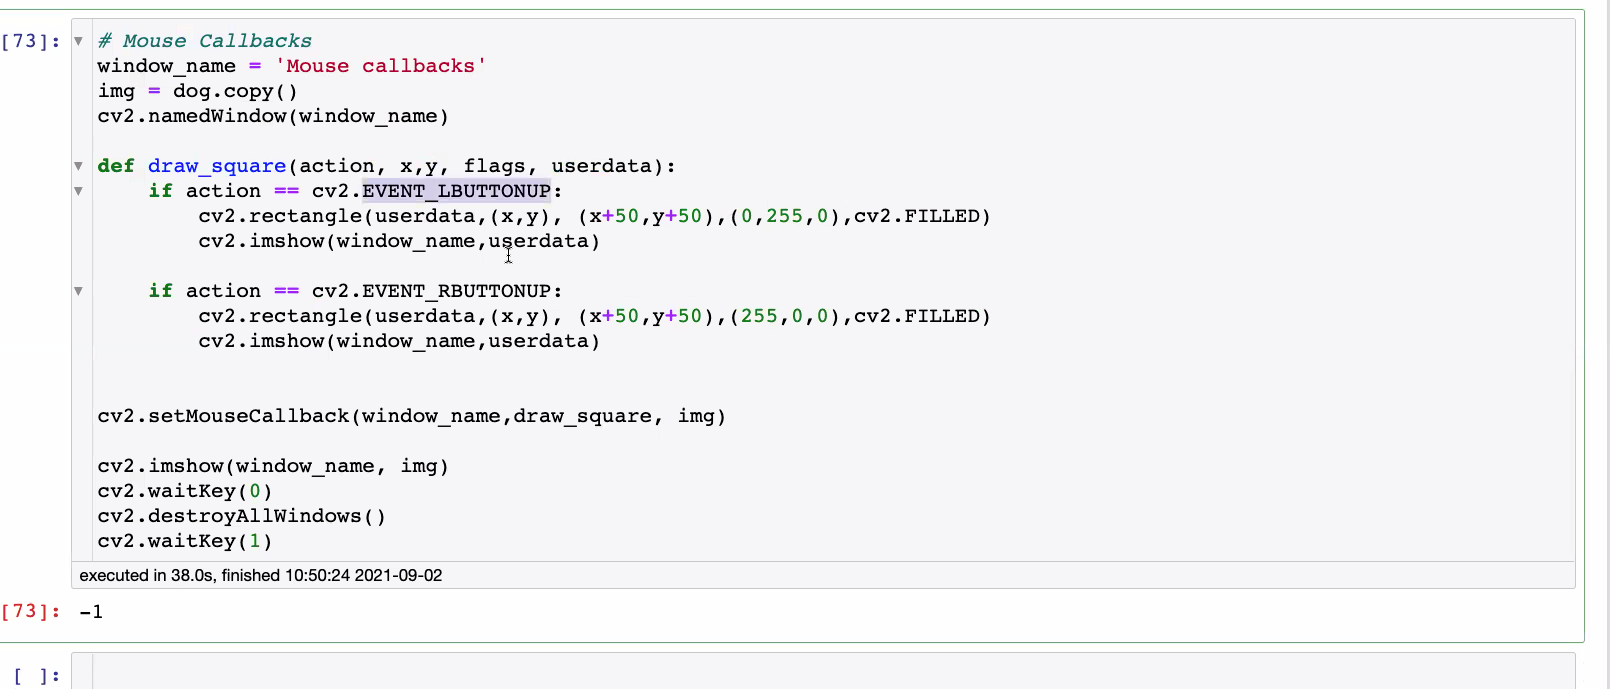 [73]: # Mouse Callbacks
window_name = 'Mouse callbacks'
img = dog.copy()
cv2.namedWindow(window_name)
def draw_square(action, x,y, flags, userdata):
if action == cv2.EVENT_LBUTTONUP:
cv2.rectangle(userdata,(x,y), (x+50,y+50),(0,255,0),cv2.FILLED)
cv2.imshow(window_name,userdata)
if action == cv2.EVENT_RBUTTONUP:
cv2.rectangle(userdata,(x,y), (x+50,y+50),(255,0,0),cv2.FILLED)
cv2.imshow(window_name,userdata)
cv2.setMouseCallback(window_name,draw_square, img)
cv2.imshow(window_name, img)
cv2.waitKey(0)
cv2.destroyAllWindows()
cv2.waitKey(1)
executed in 38.0s, finished 10:50:24 2021-09-02
[73]: -1
[ ]: